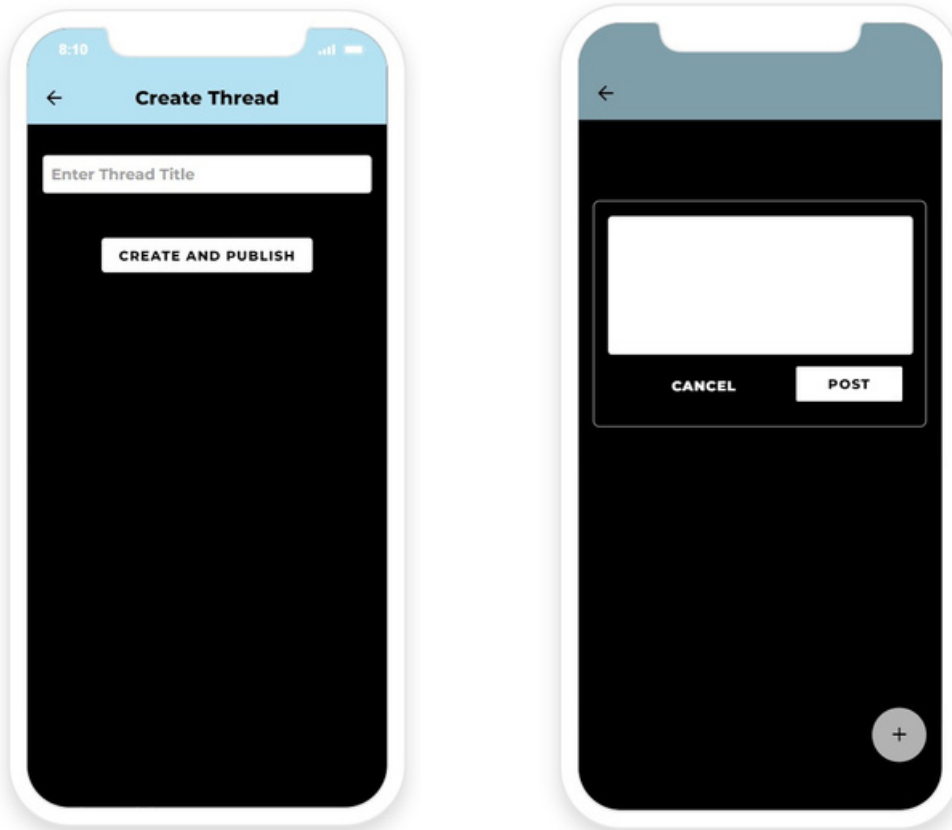 8:10
Create Thread
Enter Thread Title
CREATE AND PUBLISH
CANCEL POST
+